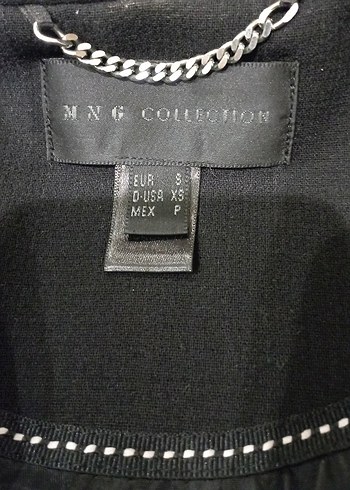 MNG COLLECTION
EUR S
D-USA XS
MEX P